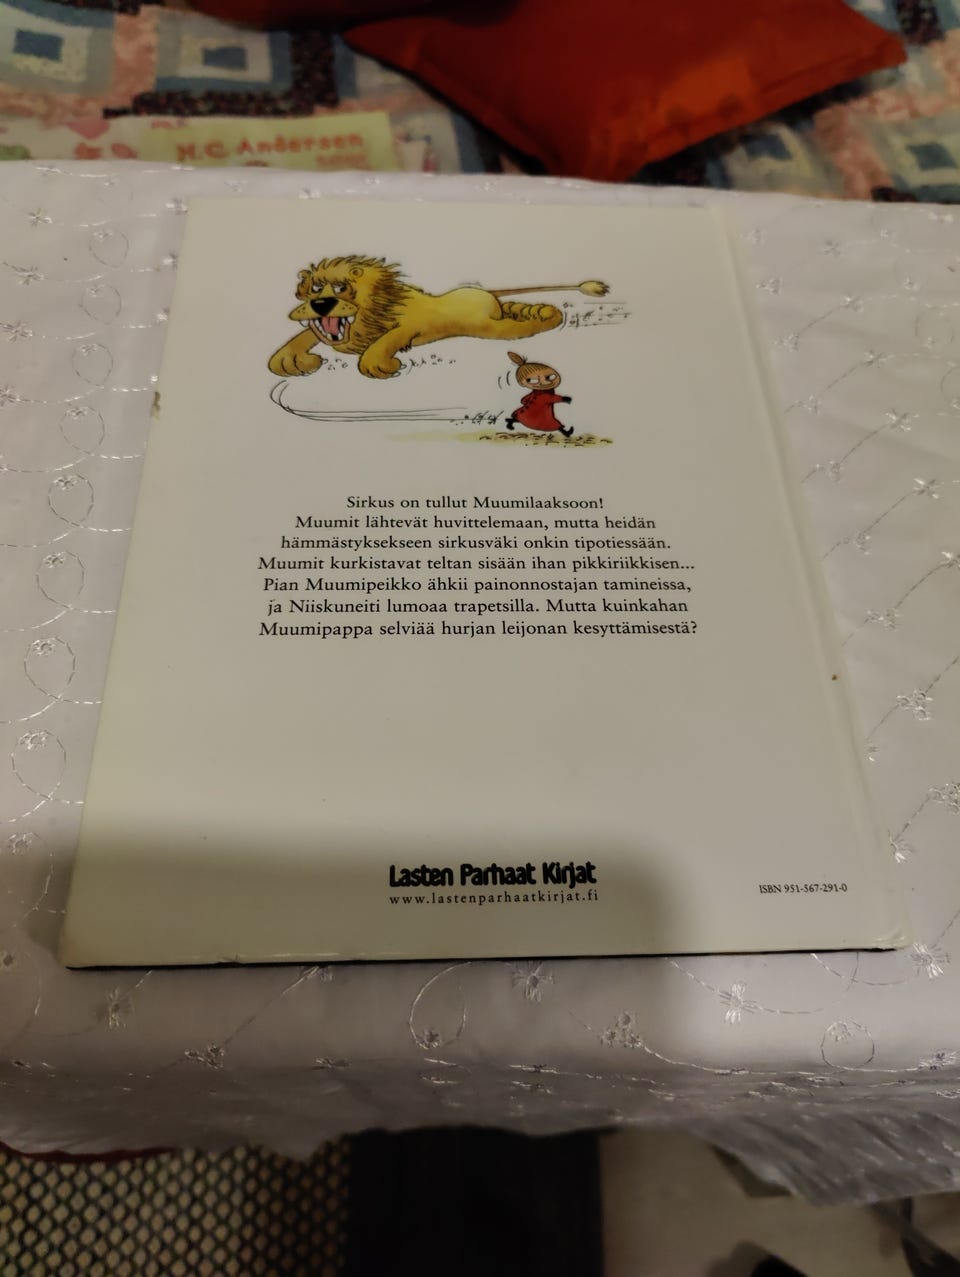 H.C Andersen
Sirkus on tullut Muumilaaksoon!
Muumit lähtevät huvittelemaan, mutta heidän
hämmästyksekseen sirkusväki onkin tipotiessään.
Muumit kurkistavat teltan sisään ihan pikkiriikkisen...
Pian Muumipeikko ähkii painonnostajan tamineissa,
ja Niiskuneiti lumoaa trapetsilla. Mutta kuinkahan
Muumipappa selviää hurjan leijonan kesyttämisestä?
Lasten Parhaat Kirjat
www.lastenparhaatkirjat.fi
ISBN 951-567-291-0